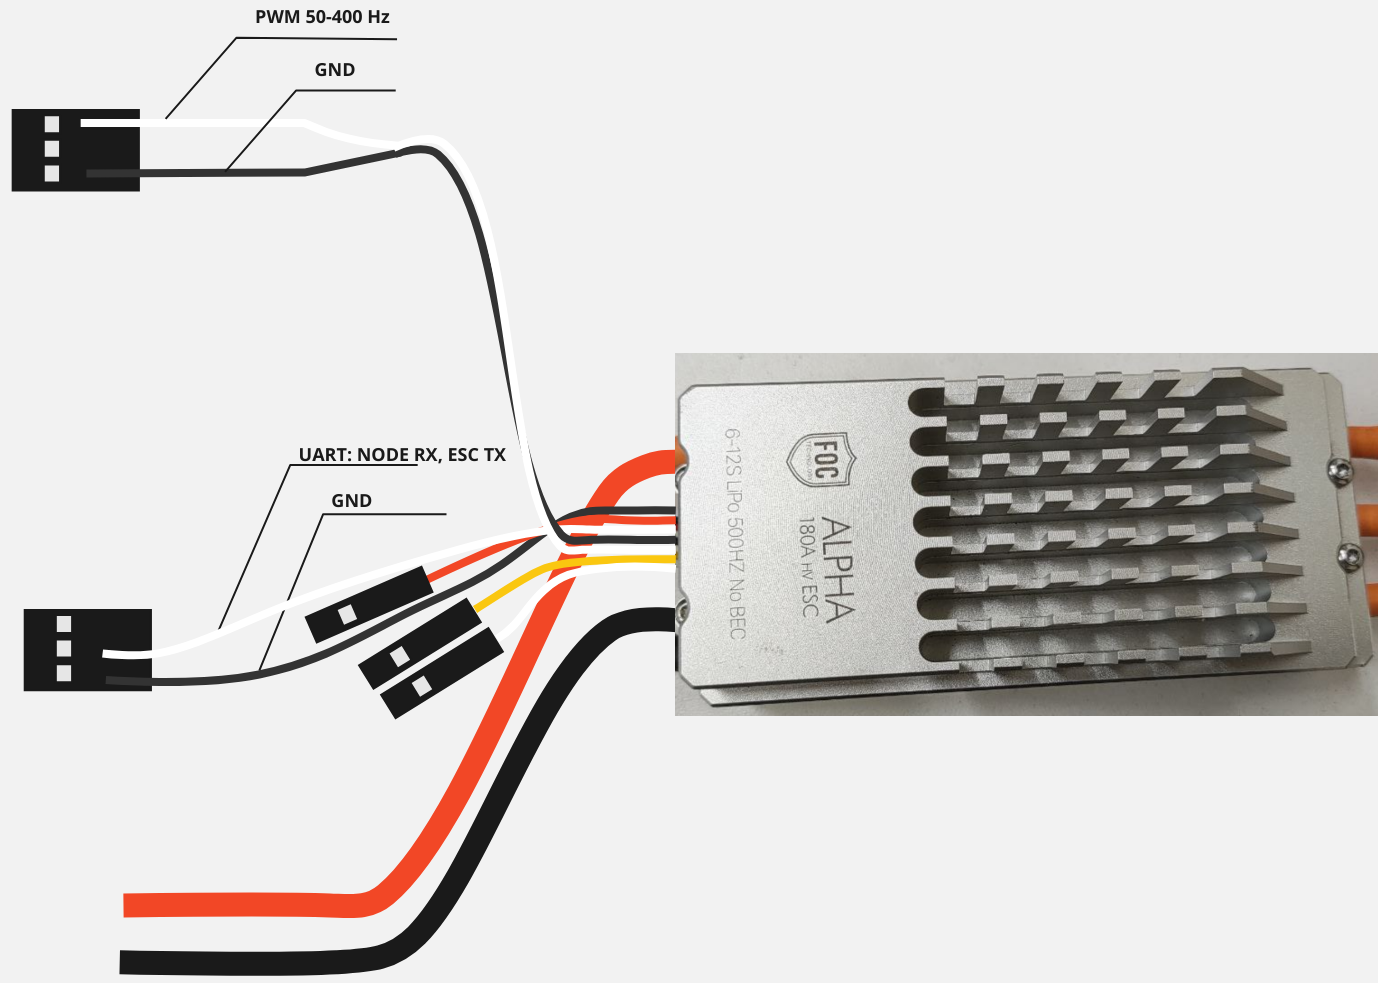 PWM 50-400 Hz
GND
UART: NODE RX, ESC TX
GND
FOC
ALPHA
180A HV ESC
6-12S LiPo 500HZ No BEC